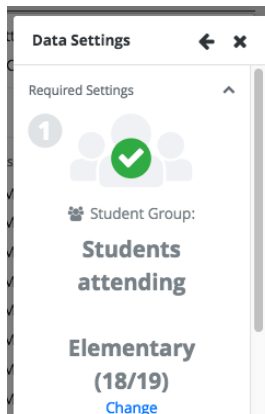 Data Settings
Required Settings
1
Student Group:
Students
attending
Elementary
(18/19)
Change